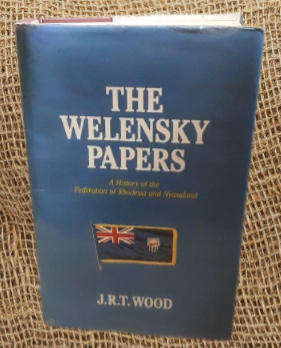 THE
WELENSKY
PAPERS
A History of the
Federation of Rhodesia and Nyasaland
J.R.T. WOOD